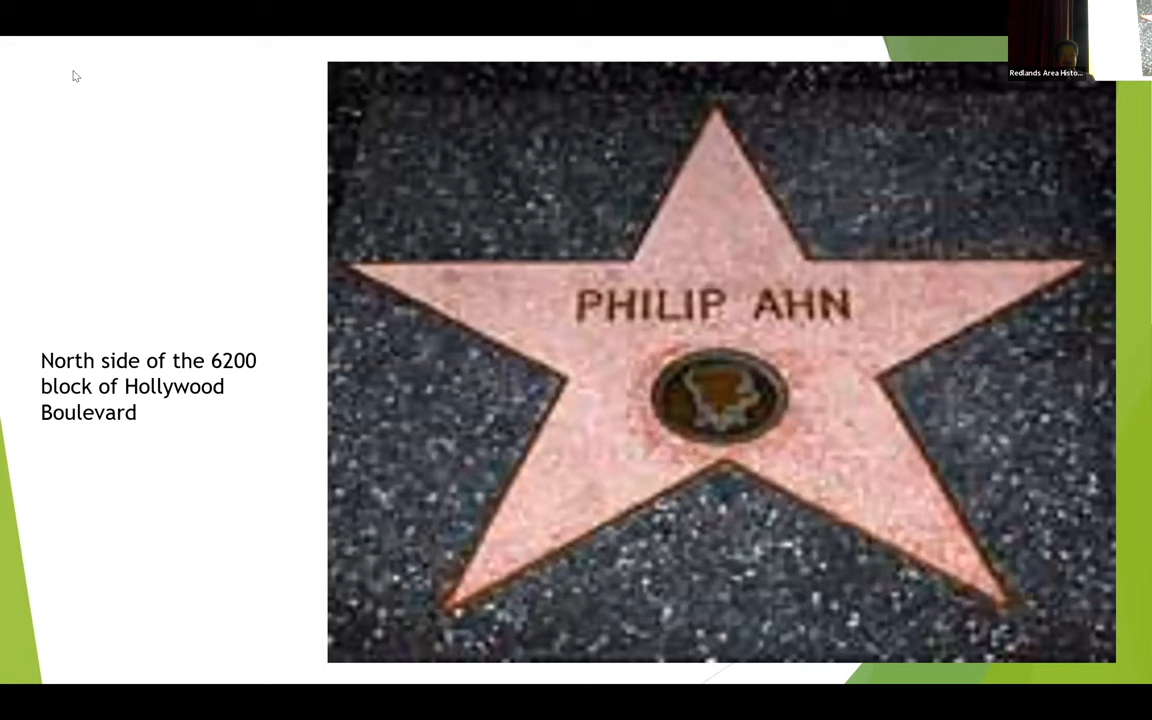 Redlands Area Histo...
PHILIP AHN
North side of the 6200
block of Hollywood
Boulevard